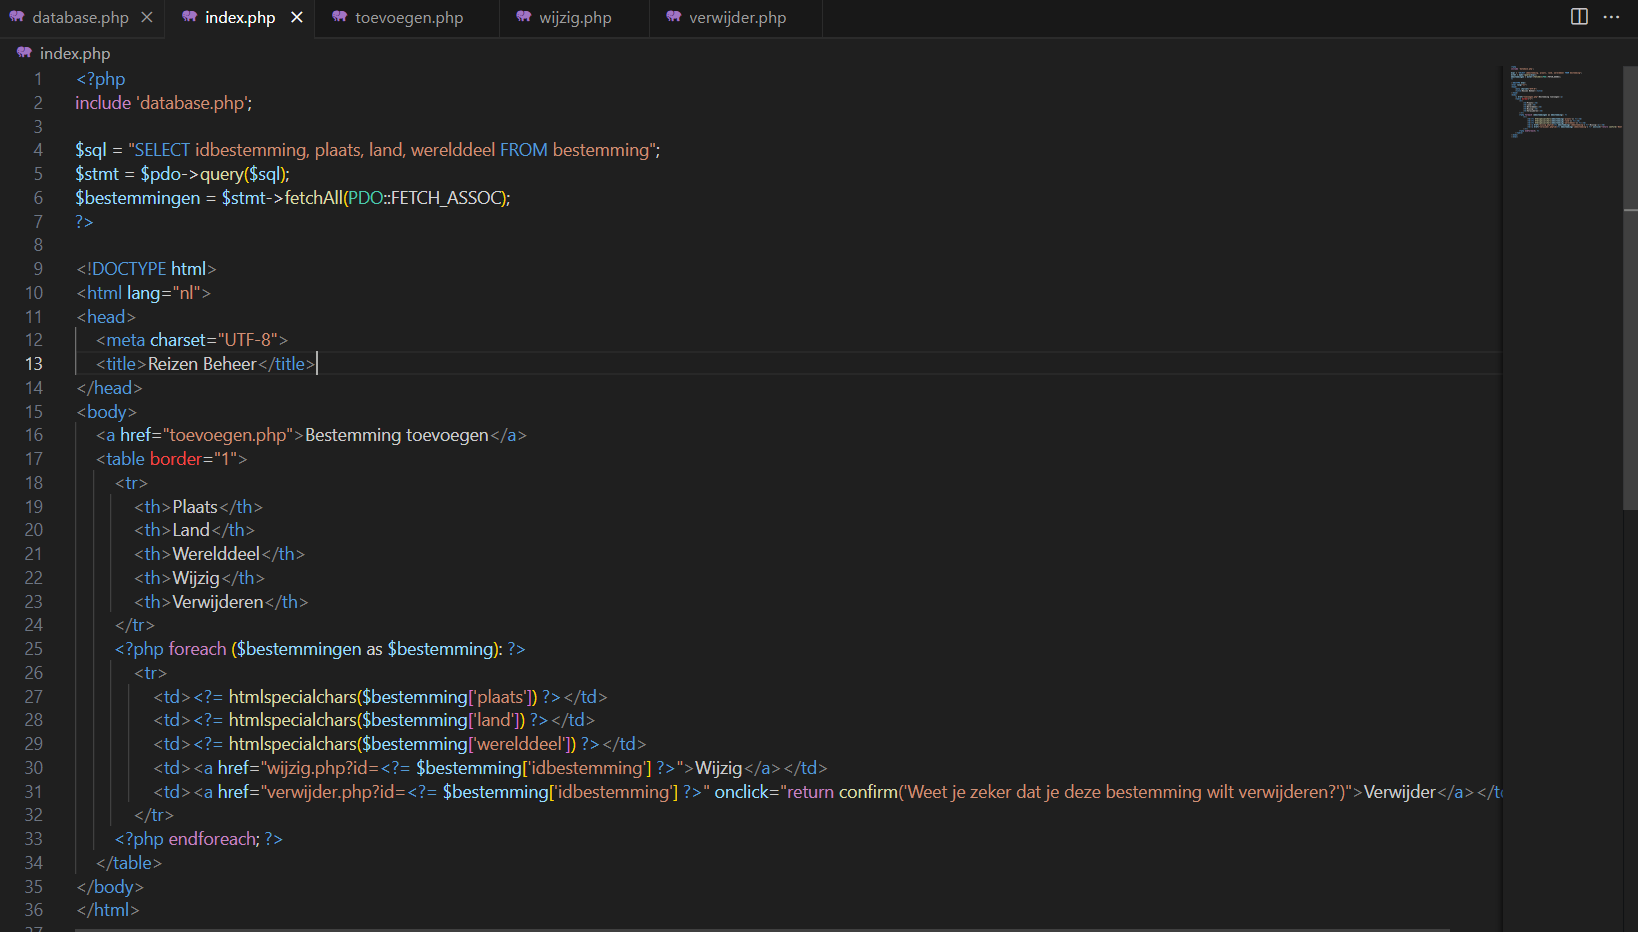 database.php
index.php
toevoegen.php
wijzig.php
verwijder.php
index.php
1 <?php
2 include 'database.php';
3
4 $sql = "SELECT idbestemming, plaats, land, werelddeel FROM bestemming";
5 $stmt = $pdo->query($sql);
6 $bestemmingen = $stmt->fetchAll(PDO::FETCH_ASSOC);
7 ?>
8
9 <!DOCTYPE html>
10 <html lang="nl">
11 <head>
12 <meta charset="UTF-8">
13 <title>Reizen Beheer</title>
14 </head>
15 <body>
16 <a href="toevoegen.php">Bestemming toevoegen</a>
17 <table border="1">
18 <tr>
19 <th>Plaats</th>
20 <th>Land</th>
21 <th>Werelddeel</th>
22 <th>Wijzig</th>
23 <th>Verwijderen</th>
24 </tr>
25 <?php foreach ($bestemmingen as $bestemming): ?>
26 <tr>
27 <td><?= htmlspecialchars($bestemming['plaats']) ?></td>
28 <td><?= htmlspecialchars($bestemming['land']) ?></td>
29 <td><?= htmlspecialchars($bestemming['werelddeel']) ?></td>
30 <td><a href="wijzig.php?id=<?= $bestemming['idbestemming'] ?>">Wijzig</a></td>
31 <td><a href="verwijder.php?id=<?= $bestemming['idbestemming'] ?>" onclick="return confirm('Weet je zeker dat je deze bestemming wilt verwijderen?')">Verwijder</a></t
32 </tr>
33 <?php endforeach; ?>
34 </table>
35 </body>
36 </html>
37